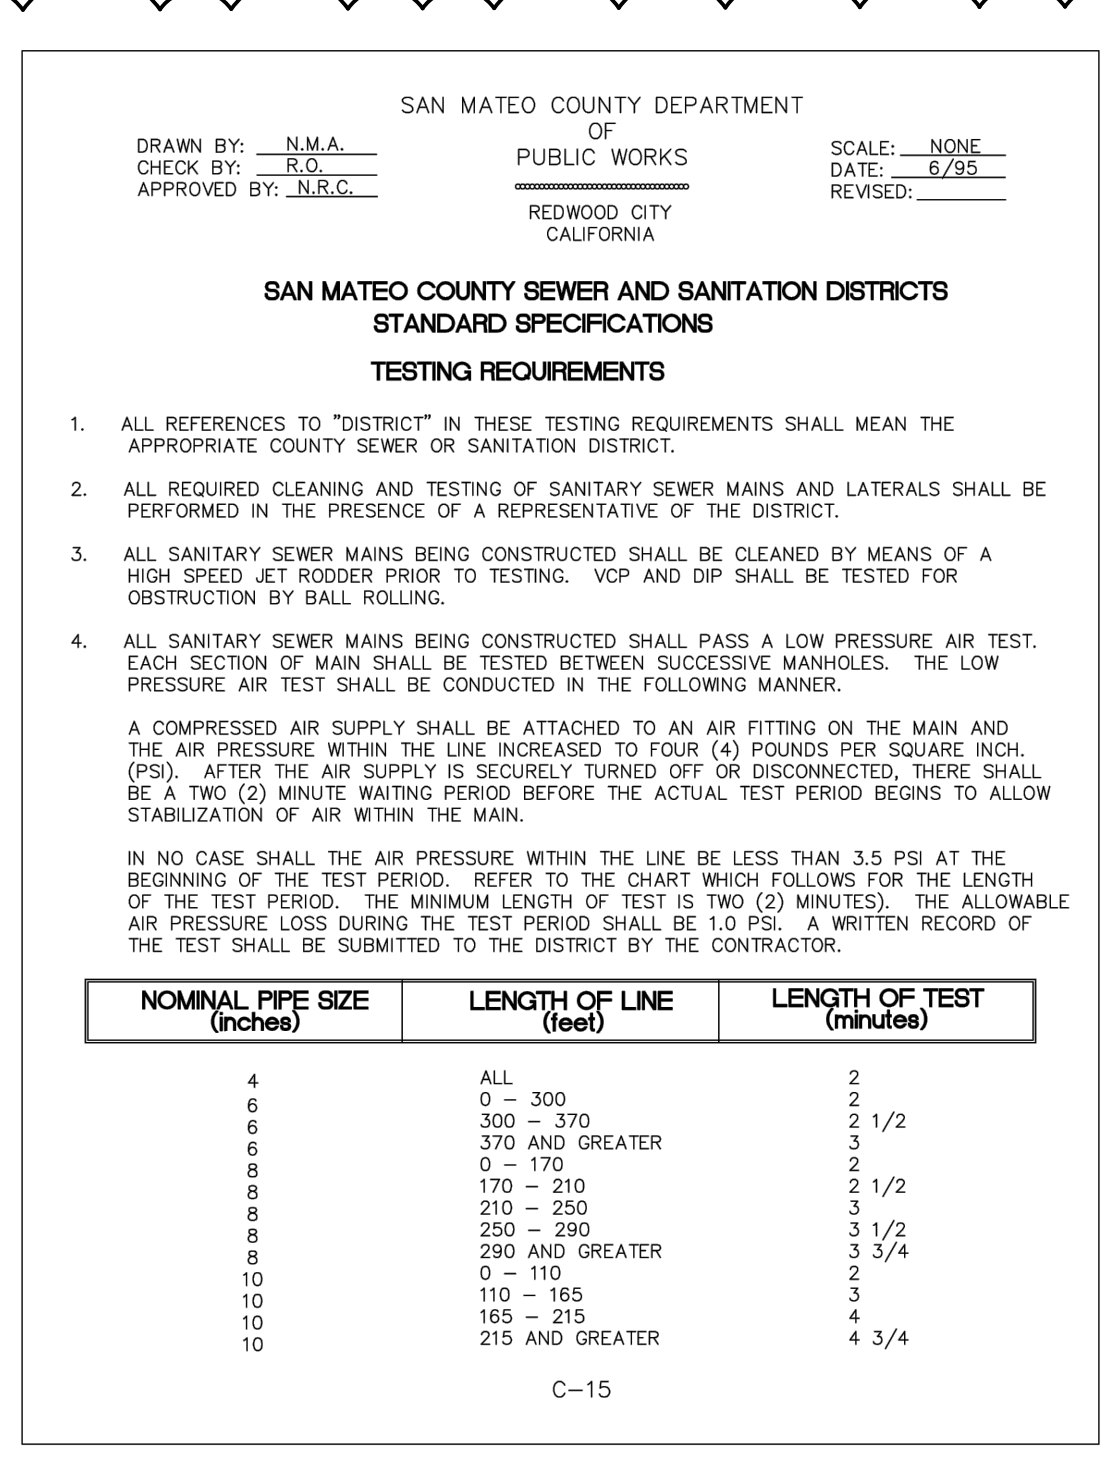 SAN MATEO COUNTY DEPARTMENT
OF
PUBLIC WORKS
REDWOOD CITY
CALIFORNIA
DRAWN BY: N.M.A.
CHECK BY: R.O.
APPROVED BY: N.R.C.
SCALE: NONE
DATE: 6/95
REVISED:
SAN MATEO COUNTY SEWER AND SANITATION DISTRICTS
STANDARD SPECIFICATIONS
TESTING REQUIREMENTS
1. ALL REFERENCES TO "DISTRICT" IN THESE TESTING REQUIREMENTS SHALL MEAN THE
APPROPRIATE COUNTY SEWER OR SANITATION DISTRICT.
2. ALL REQUIRED CLEANING AND TESTING OF SANITARY SEWER MAINS AND LATERALS SHALL BE
PERFORMED IN THE PRESENCE OF A REPRESENTATIVE OF THE DISTRICT.
3. ALL SANITARY SEWER MAINS BEING CONSTRUCTED SHALL BE CLEANED BY MEANS OF A
HIGH SPEED JET RODDER PRIOR TO TESTING. VCP AND DIP SHALL BE TESTED FOR
OBSTRUCTION BY BALL ROLLING.
4. ALL SANITARY SEWER MAINS BEING CONSTRUCTED SHALL PASS A LOW PRESSURE AIR TEST.
EACH SECTION OF MAIN SHALL BE TESTED BETWEEN SUCCESSIVE MANHOLES. THE LOW
PRESSURE AIR TEST SHALL BE CONDUCTED IN THE FOLLOWING MANNER.
A COMPRESSED AIR SUPPLY SHALL BE ATTACHED TO AN AIR FITTING ON THE MAIN AND
THE AIR PRESSURE WITHIN THE LINE INCREASED TO FOUR (4) POUNDS PER SQUARE INCH.
(PSI). AFTER THE AIR SUPPLY IS SECURELY TURNED OFF OR DISCONNECTED, THERE SHALL
BE A TWO (2) MINUTE WAITING PERIOD BEFORE THE ACTUAL TEST PERIOD BEGINS TO ALLOW
STABILIZATION OF AIR WITHIN THE MAIN.
IN NO CASE SHALL THE AIR PRESSURE WITHIN THE LINE BE LESS THAN 3.5 PSI AT THE
BEGINNING OF THE TEST PERIOD. REFER TO THE CHART WHICH FOLLOWS FOR THE LENGTH
OF THE TEST PERIOD. THE MINIMUM LENGTH OF TEST IS TWO (2) MINUTES). THE ALLOWABLE
AIR PRESSURE LOSS DURING THE TEST PERIOD SHALL BE 1.0 PSI. A WRITTEN RECORD OF
THE TEST SHALL BE SUBMITTED TO THE DISTRICT BY THE CONTRACTOR.
NOMINAL PIPE SIZE (inches) LENGTH OF LINE (feet) LENGTH OF TEST (minutes)
4 ALL 2
6 0 – 300 2
6 300 – 370 2 1/2
6 370 AND GREATER 3
8 0 – 170 2
8 170 – 210 2 1/2
8 210 – 250 3
8 250 – 290 3 1/2
8 290 AND GREATER 3 3/4
10 0 – 110 2
10 110 – 165 3
10 165 – 215 4
10 215 AND GREATER 4 3/4
C–15